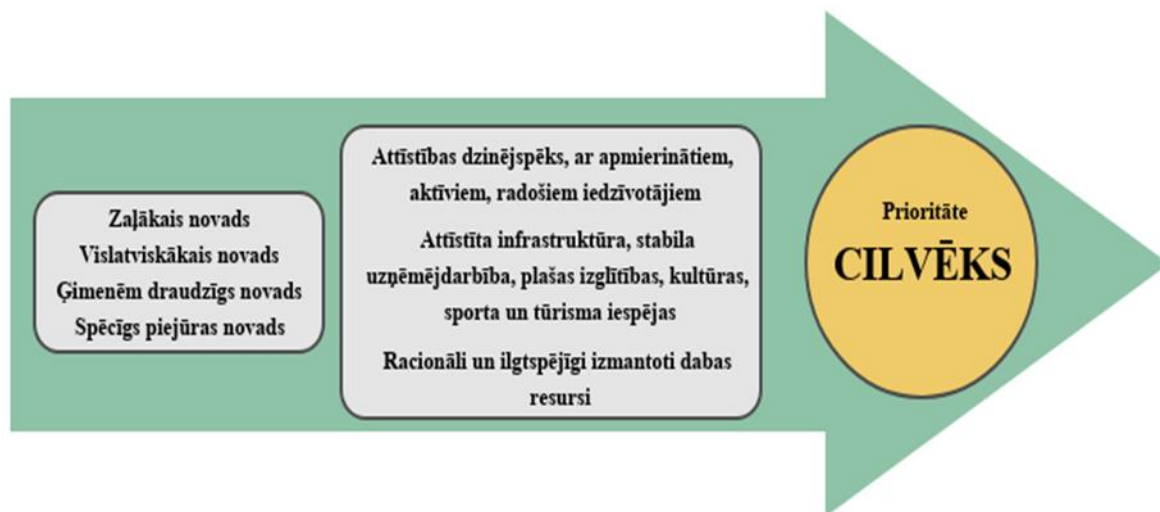 Zaļākais novads
Vislatviskākais novads
Ģimenēm draudzīgs novads
Spēcīgs piejūras novads
Attīstības dzinējspēks, ar apmierinātiem,
aktīviem, radošiem iedzīvotājiem
Attīstīta infrastruktūra, stabila
uzņēmējdarbība, plašas izglītības, kultūras,
sporta un tūrisma iespējas
Racionāli un ilgtspējīgi izmantoti dabas
resursi
Prioritāte
CILVĒKS